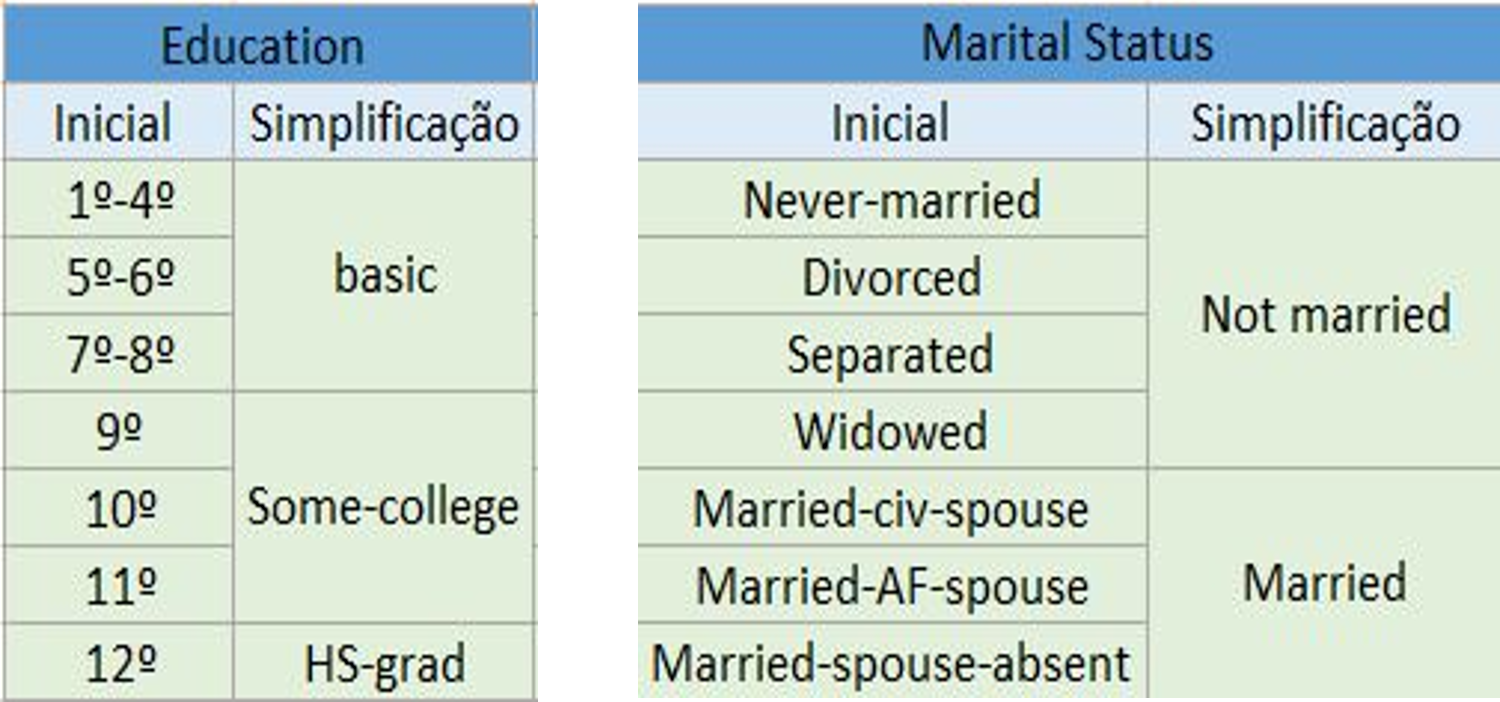 Education
Inicial Simplificação
1º-4º
5º-6º
7º-8º
basic
9º
10º
11º
Some-college
12º HS-grad
Marital Status
Inicial Simplificação
Never-married
Divorced
Separated
Widowed
Not married
Married-civ-spouse
Married-AF-spouse
Married-spouse-absent
Married